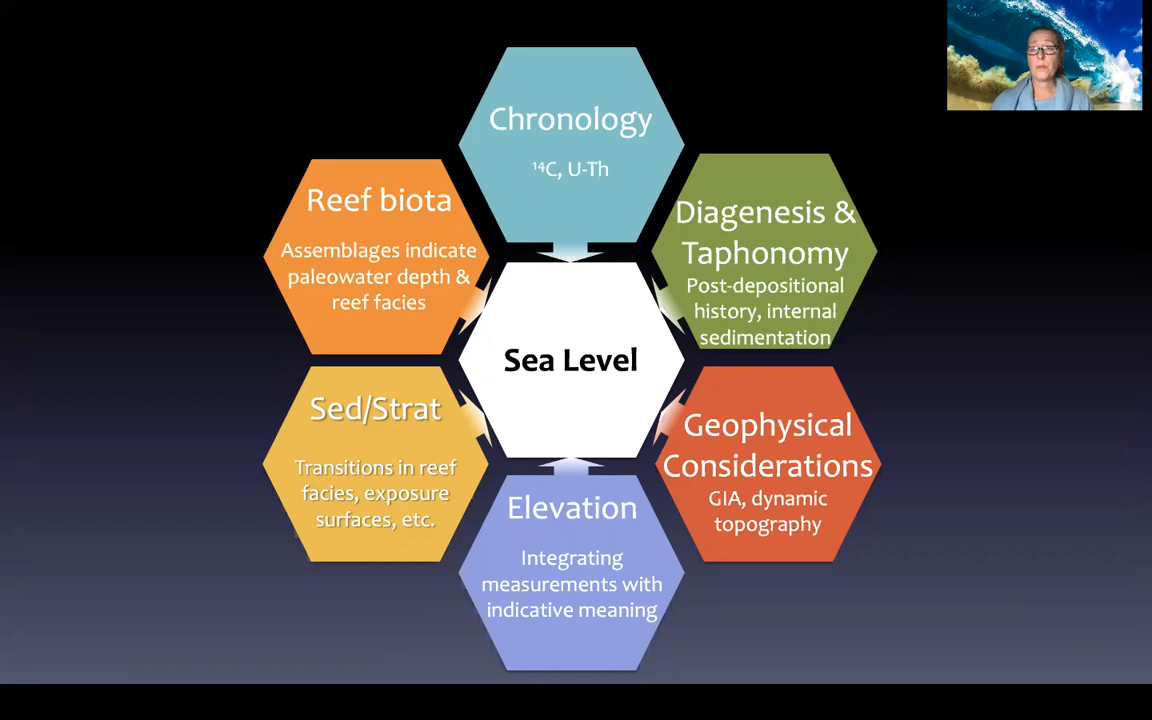 Chronology
¹⁴C, U-Th
Reef biota
Assemblages indicate
paleowater depth &
reef facies
Diagenesis &
Taphonomy
Post-depositional
history, internal
sedimentation
Sea Level
Sed/Strat
Transitions in reef
facies, exposure
surfaces, etc.
Geophysical
Considerations
GIA, dynamic
topography
Elevation
Integrating
measurements with
indicative meaning